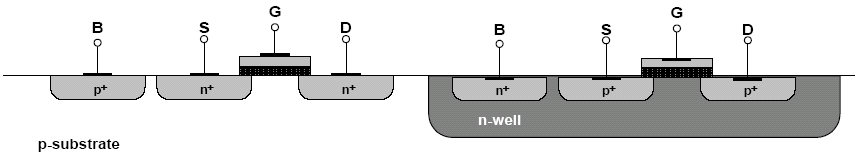 B S G D B S G D
p+ n+ n+ n+ p+ p+
n-well
p-substrate